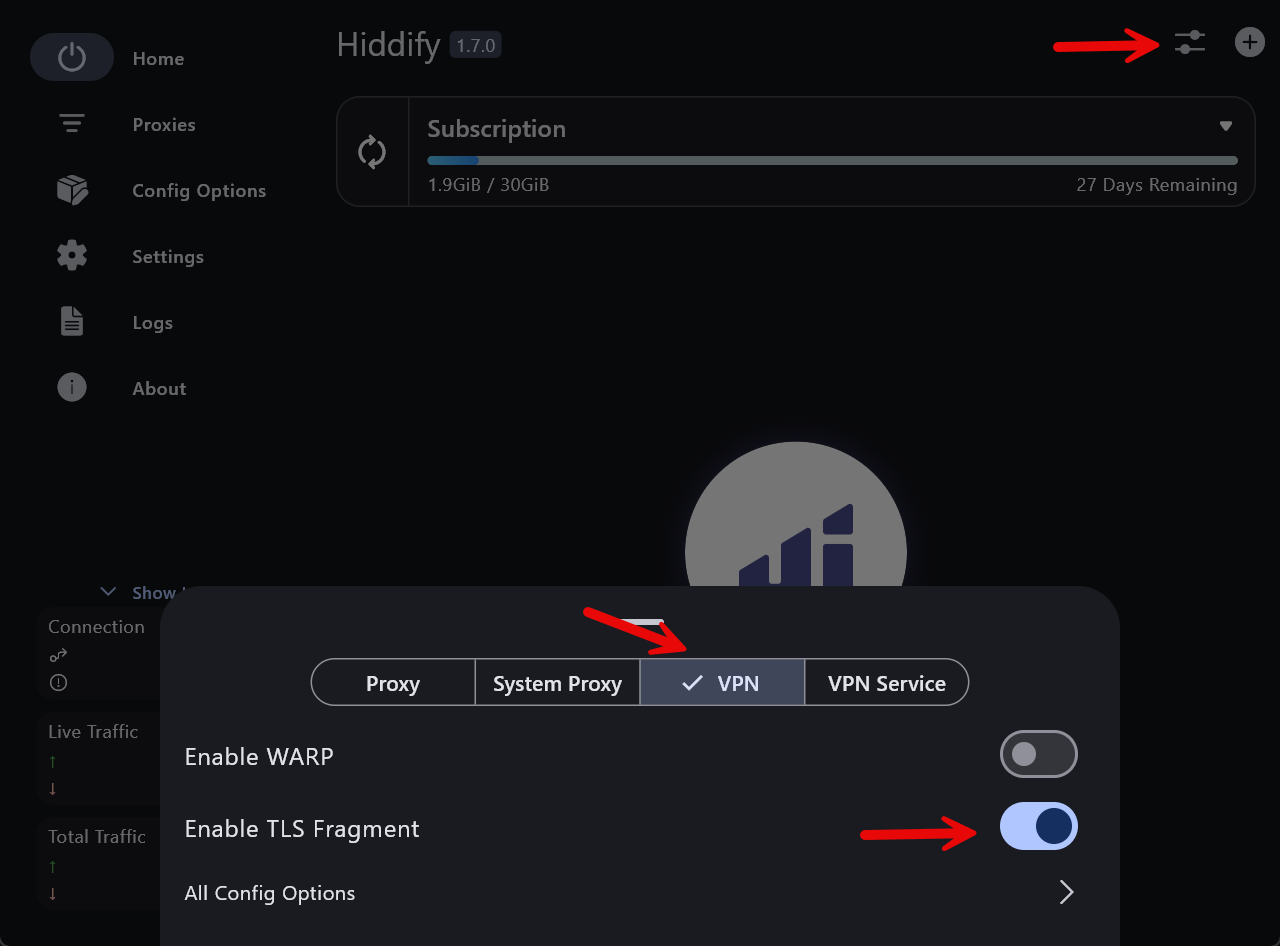 Home
Proxies
Config Options
Settings
Logs
About
Show
Connection
Live Traffic
Total Traffic
Hiddify 1.7.0
Subscription
1.9GiB / 30GiB
27 Days Remaining
Proxy
System Proxy
VPN
VPN Service
Enable WARP
Enable TLS Fragment
All Config Options